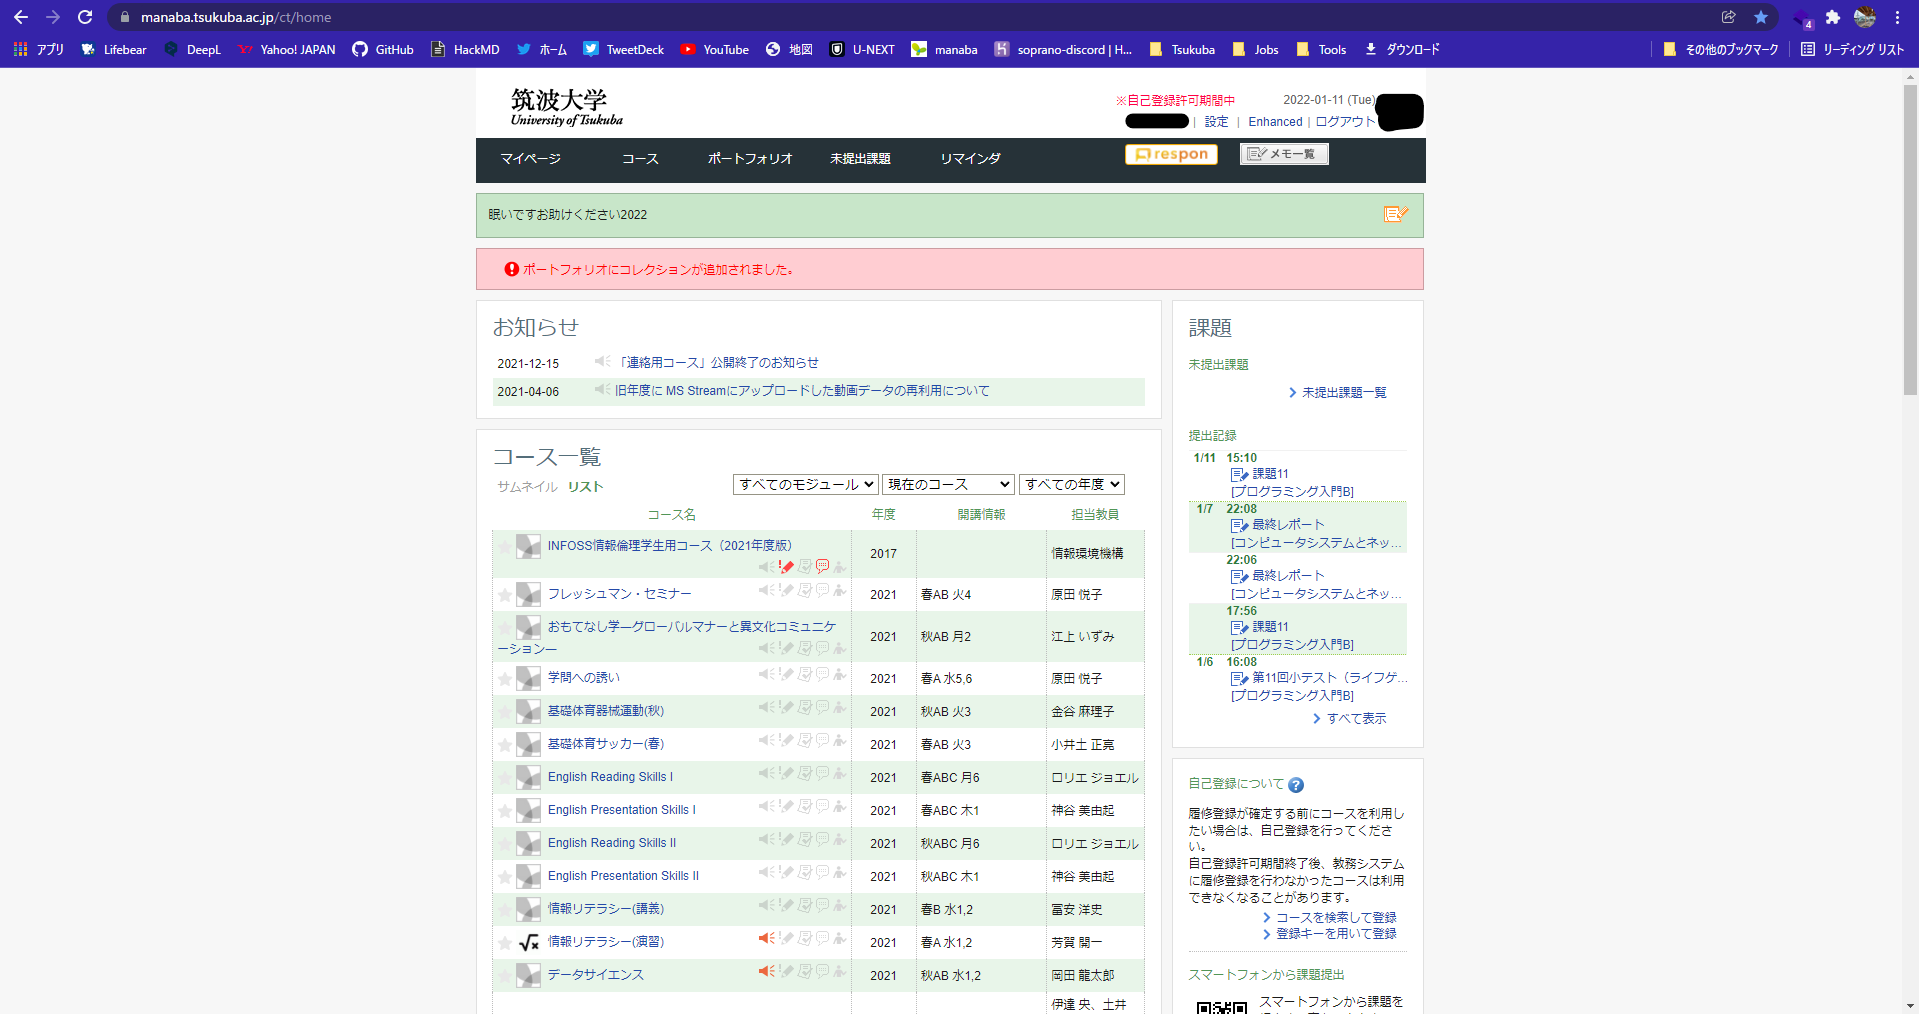 manaba.tsukuba.ac.jp/ct/home
4
アプリ Lifebear DeepL Yahoo! JAPAN GitHub HackMD ホーム TweetDeck YouTube 地図 U-NEXT manaba soprano-discord | H... Tsukuba Jobs Tools ダウンロード その他のブックマーク リーディング リスト
筑波大学
University of Tsukuba
※自己登録許可期間中 2022-01-11 (Tue)
| 設定 | Enhanced | ログアウト
マイページ コース ポートフォリオ 未提出課題 リマインダ respon メモ一覧
眠いですお助けください2022
ポートフォリオにコレクションが追加されました。
お知らせ
2021-12-15 「連絡用コース」公開終了のお知らせ
2021-04-06 旧年度に MS Streamにアップロードした動画データの再利用について
コース一覧
サムネイル リスト すべてのモジュール 現在のコース すべての年度
コース名 年度 開講情報 担当教員
INFOSS情報倫理学生用コース（2021年度版） 2017 情報環境機構
フレッシュマン・セミナー 2021 春AB 火4 原田 悦子
おもてなし学―グローバルマナーと異文化コミュニケ
ーション― 2021 秋AB 月2 江上 いずみ
学問への誘い 2021 春A 水5,6 原田 悦子
基礎体育器械運動(秋) 2021 秋AB 火3 金谷 麻理子
基礎体育サッカー(春) 2021 春AB 火3 小井土 正亮
English Reading Skills I 2021 春ABC 月6 ロリエ ジョエル
English Presentation Skills I 2021 春ABC 木1 神谷 美由起
English Reading Skills II 2021 秋ABC 月6 ロリエ ジョエル
English Presentation Skills II 2021 秋ABC 木1 神谷 美由起
情報リテラシー(講義) 2021 春B 水1,2 冨安 洋史
√x 情報リテラシー(演習) 2021 春A 水1,2 芳賀 開一
データサイエンス 2021 秋AB 水1,2 岡田 龍太郎
伊達 央、土井
課題
未提出課題
未提出課題一覧
提出記録
1/11 15:10
課題11
[プログラミング入門B]
1/7 22:08
最終レポート
[コンピュータシステムとネッ...
22:06
最終レポート
[コンピュータシステムとネッ...
17:56
課題11
[プログラミング入門B]
1/6 16:08
第11回小テスト（ライフゲ...
[プログラミング入門B]
すべて表示
自己登録について ?
履修登録が確定する前にコースを利用し
たい場合は、自己登録を行ってくださ
い。
自己登録許可期間終了後、教務システム
に履修登録を行わなかったコースは利用
できなくなることがあります。
コースを検索して登録
登録キーを用いて登録
スマートフォンから課題提出
スマートフォンから課題を